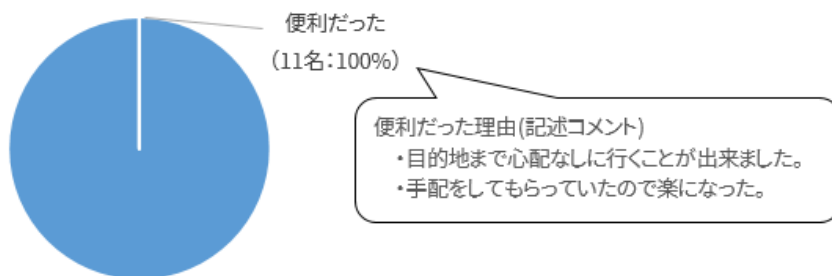 便利だった
（11名：100%）
便利だった理由(記述コメント)
・目的地まで心配なしに行くことが出来ました。
・手配をしてもらっていたので楽になった。